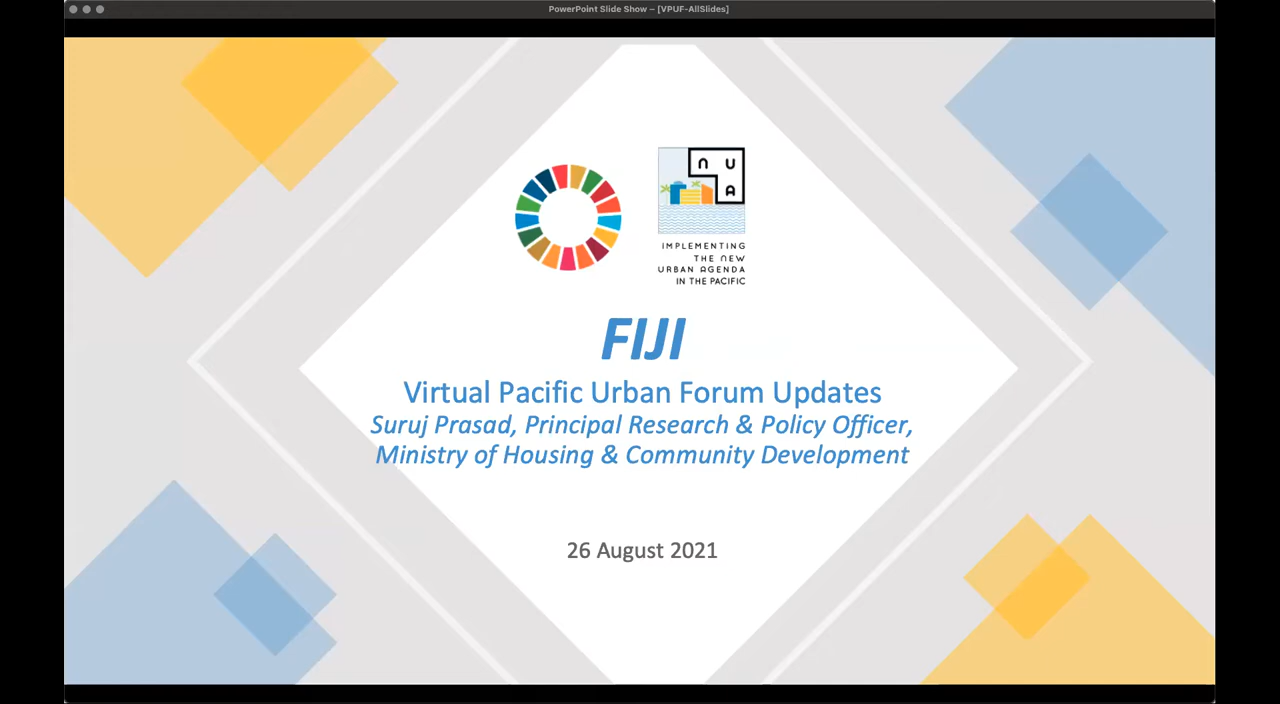 PowerPoint Slide Show – [VPUF-AllSlides]
N U
A
IMPLEMENTING
THE NEW
URBAN AGENDA
IN THE PACIFIC
FIJI
Virtual Pacific Urban Forum Updates
Suruj Prasad, Principal Research & Policy Officer,
Ministry of Housing & Community Development
26 August 2021